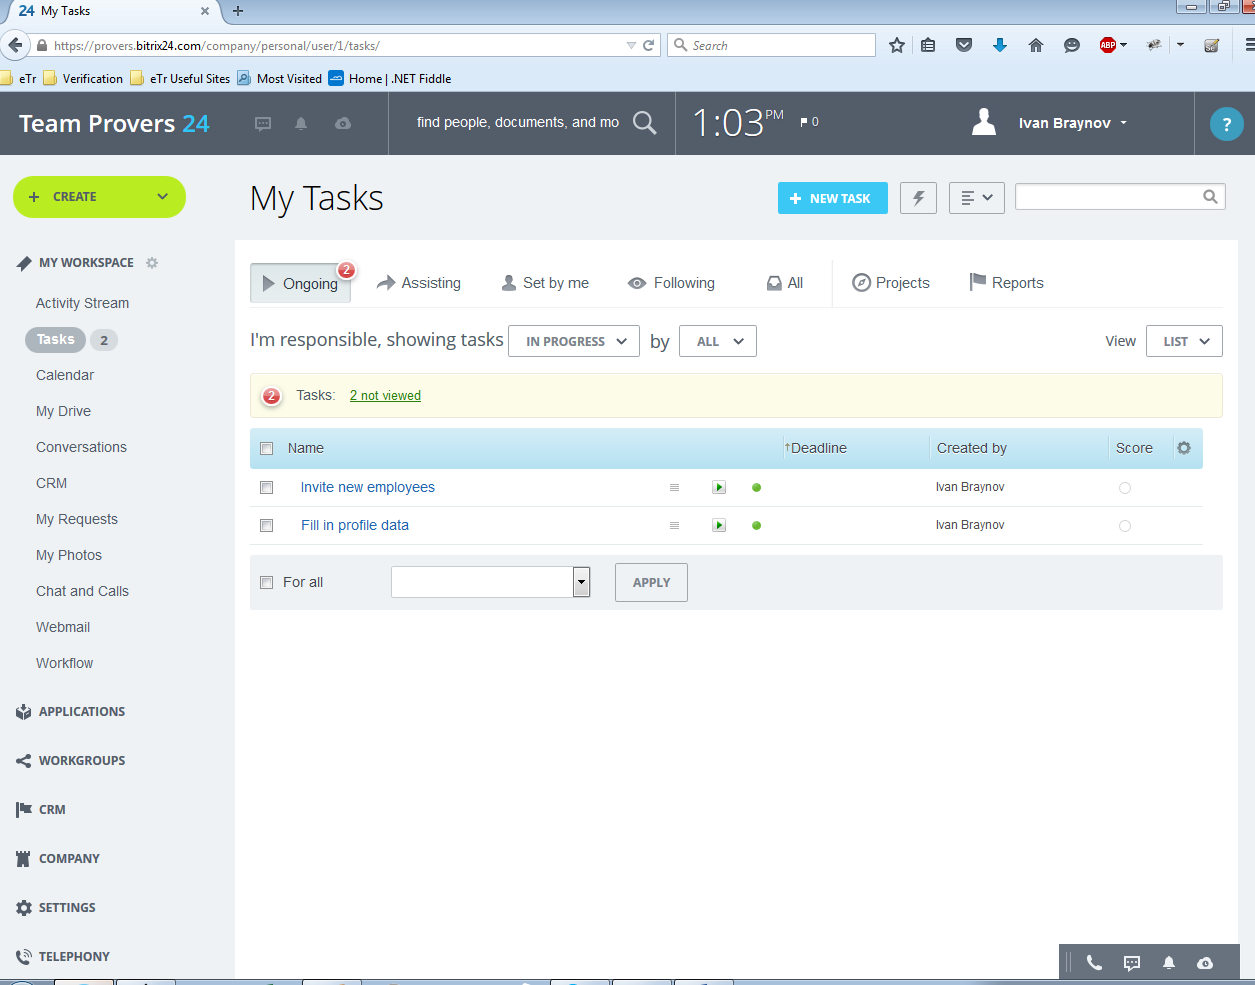 24 My Tasks
https://provers.bitrix24.com/company/personal/user/1/tasks/
Search
ABP
eTr
Verification
eTr Useful Sites
Most Visited
Home | .NET Fiddle
Team Provers 24
find people, documents, and mo
1:03 PM
0
Ivan Braynov
?
CREATE
My Tasks
NEW TASK
MY WORKSPACE
Activity Stream
Tasks 2
Calendar
My Drive
Conversations
CRM
My Requests
My Photos
Chat and Calls
Webmail
Workflow
APPLICATIONS
WORKGROUPS
CRM
COMPANY
SETTINGS
TELEPHONY
Ongoing 2
Assisting
Set by me
Following
All
Projects
Reports
I'm responsible, showing tasks IN PROGRESS by ALL
View LIST
2 Tasks: 2 not viewed
Name Deadline Created by Score
Invite new employees Ivan Braynov
Fill in profile data Ivan Braynov
For all APPLY